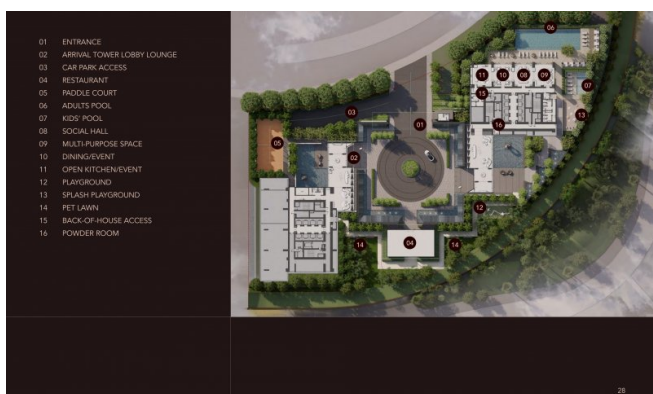 01 ENTRANCE
02 ARRIVAL TOWER LOBBY LOUNGE
03 CAR PARK ACCESS
04 RESTAURANT
05 PADDLE COURT
06 ADULTS POOL
07 KIDS' POOL
08 SOCIAL HALL
09 MULTI-PURPOSE SPACE
10 DINING/EVENT
11 OPEN KITCHEN/EVENT
12 PLAYGROUND
13 SPLASH PLAYGROUND
14 PET LAWN
15 BACK-OF-HOUSE ACCESS
16 POWDER ROOM
06
11 10 08 09
07
15
03
13
01
16
05
02
12
14 04 14
28